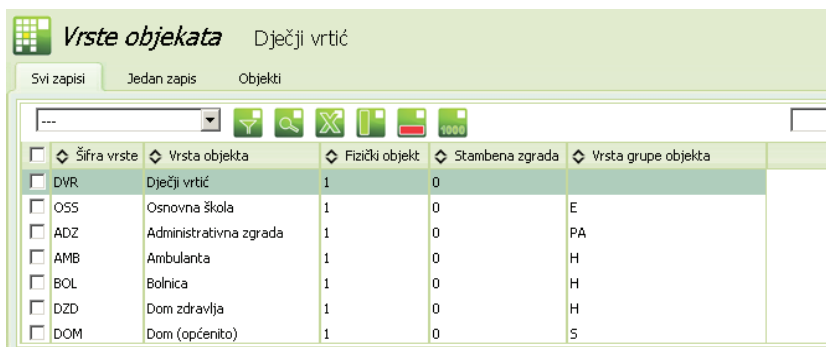 Vrste objekata Dječji vrtić
Svi zapisi Jedan zapis Objekti
---
1000
Šifra vrste Vrsta objekta Fizički objekt Stambena zgrada Vrsta grupe objekta
DVR Dječji vrtić 1 0
OSS Osnovna škola 1 0 E
ADZ Administrativna zgrada 1 0 PA
AMB Ambulanta 1 0 H
BOL Bolnica 1 0 H
DZD Dom zdravlja 1 0 H
DOM Dom (općenito) 1 0 S